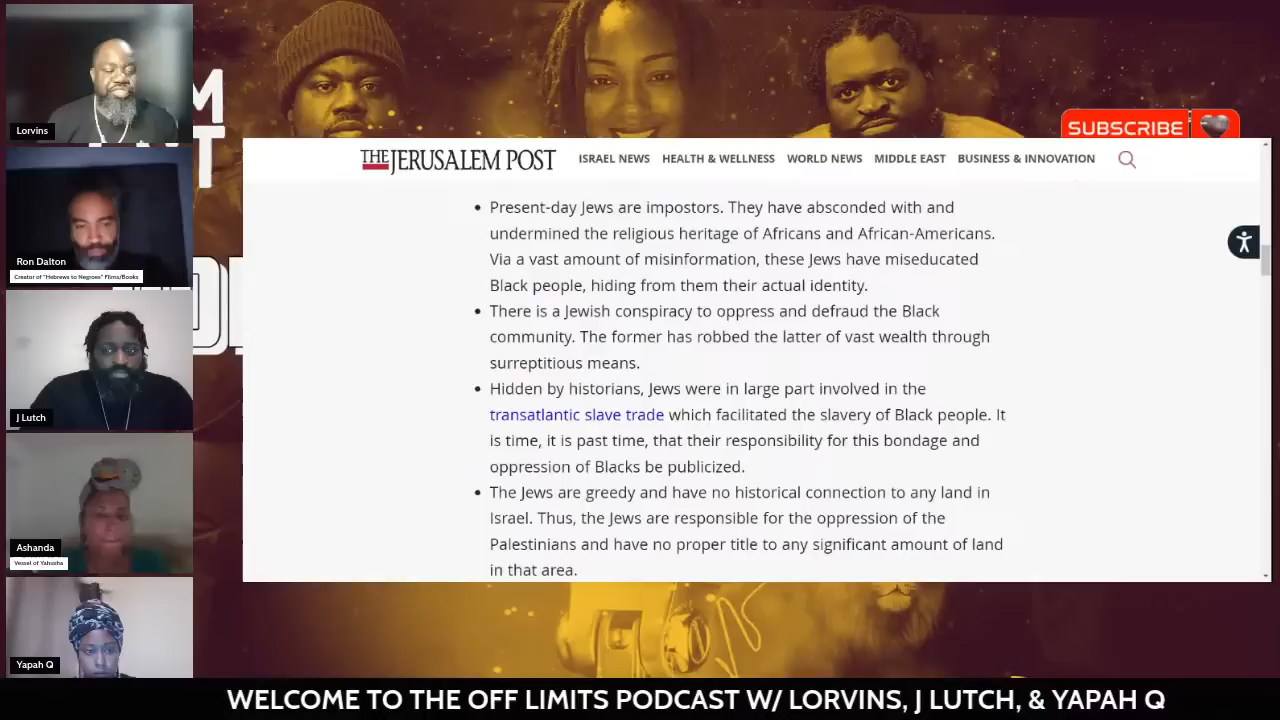 Lorvins
Ron Dalton
Creator of "Hebrews to Negroes" Films/Books
J Lutch
Ashanda
Vessel of Yahusha
Yapah Q
SUBSCRIBE
THE JERUSALEM POST
ISRAEL NEWS HEALTH & WELLNESS WORLD NEWS MIDDLE EAST BUSINESS & INNOVATION
• Present-day Jews are impostors. They have absconded with and
undermined the religious heritage of Africans and African-Americans.
Via a vast amount of misinformation, these Jews have miseducated
Black people, hiding from them their actual identity.
• There is a Jewish conspiracy to oppress and defraud the Black
community. The former has robbed the latter of vast wealth through
surreptitious means.
• Hidden by historians, Jews were in large part involved in the
transatlantic slave trade which facilitated the slavery of Black people. It
is time, it is past time, that their responsibility for this bondage and
oppression of Blacks be publicized.
• The Jews are greedy and have no historical connection to any land in
Israel. Thus, the Jews are responsible for the oppression of the
Palestinians and have no proper title to any significant amount of land
in that area.
WELCOME TO THE OFF LIMITS PODCAST W/ LORVINS, J LUTCH, & YAPAH Q